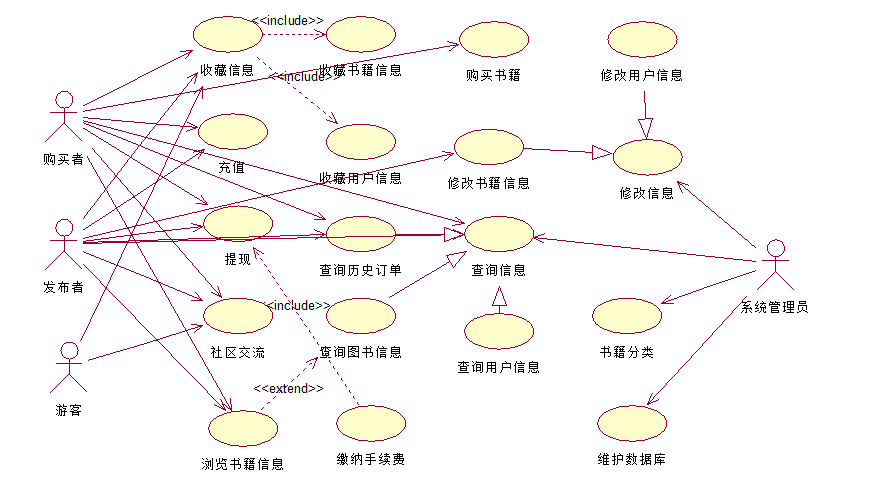 <<include>>
收藏信息
收藏书籍信息
<<include>>
购买书籍
修改用户信息
购买者
充值
收藏用户信息
修改书籍信息
修改信息
发布者
提现
查询历史订单
查询信息
系统管理员
<<include>>
社区交流
查询图书信息
查询用户信息
书籍分类
游客
<<extend>>
浏览书籍信息
缴纳手续费
维护数据库